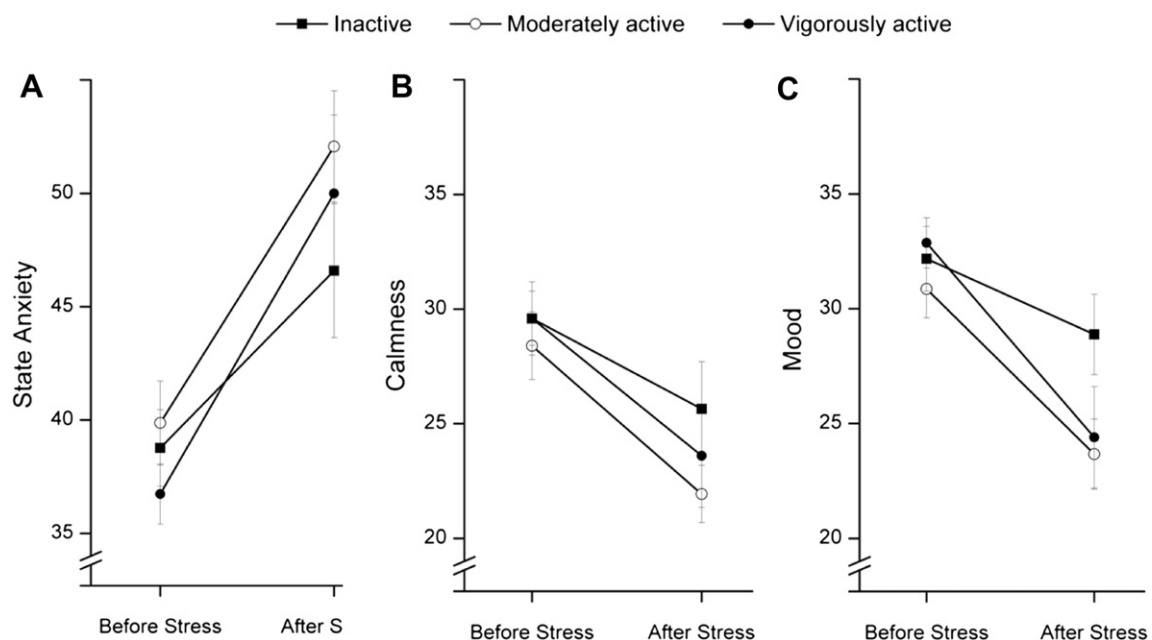 Inactive Moderately active Vigorously active
A B C
State Anxiety
50
45
40
35
Before Stress After S
Calmness
35
30
25
20
Before Stress After Stress
Mood
35
30
25
20
Before Stress After Stress